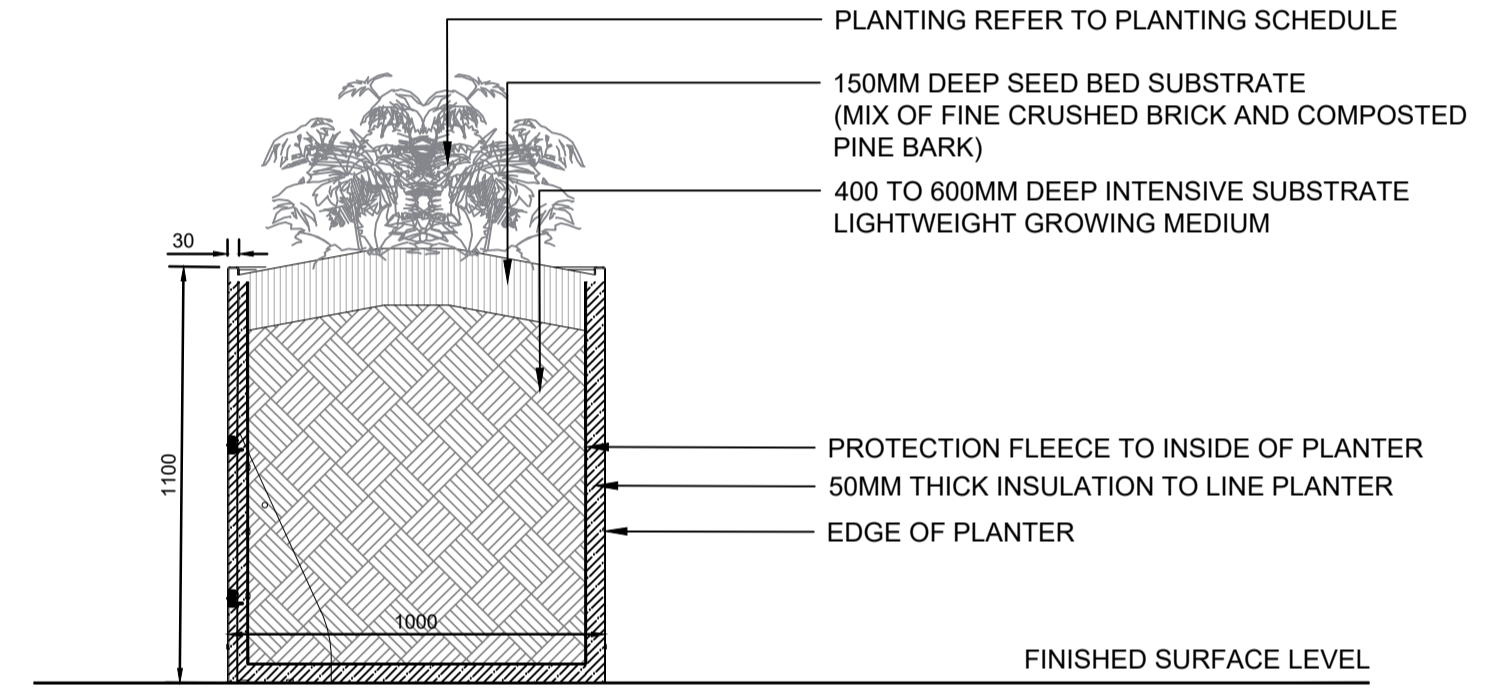 PLANTING REFER TO PLANTING SCHEDULE
150MM DEEP SEED BED SUBSTRATE
(MIX OF FINE CRUSHED BRICK AND COMPOSTED
PINE BARK)
400 TO 600MM DEEP INTENSIVE SUBSTRATE
LIGHTWEIGHT GROWING MEDIUM
30
1100
PROTECTION FLEECE TO INSIDE OF PLANTER
50MM THICK INSULATION TO LINE PLANTER
EDGE OF PLANTER
1000
FINISHED SURFACE LEVEL